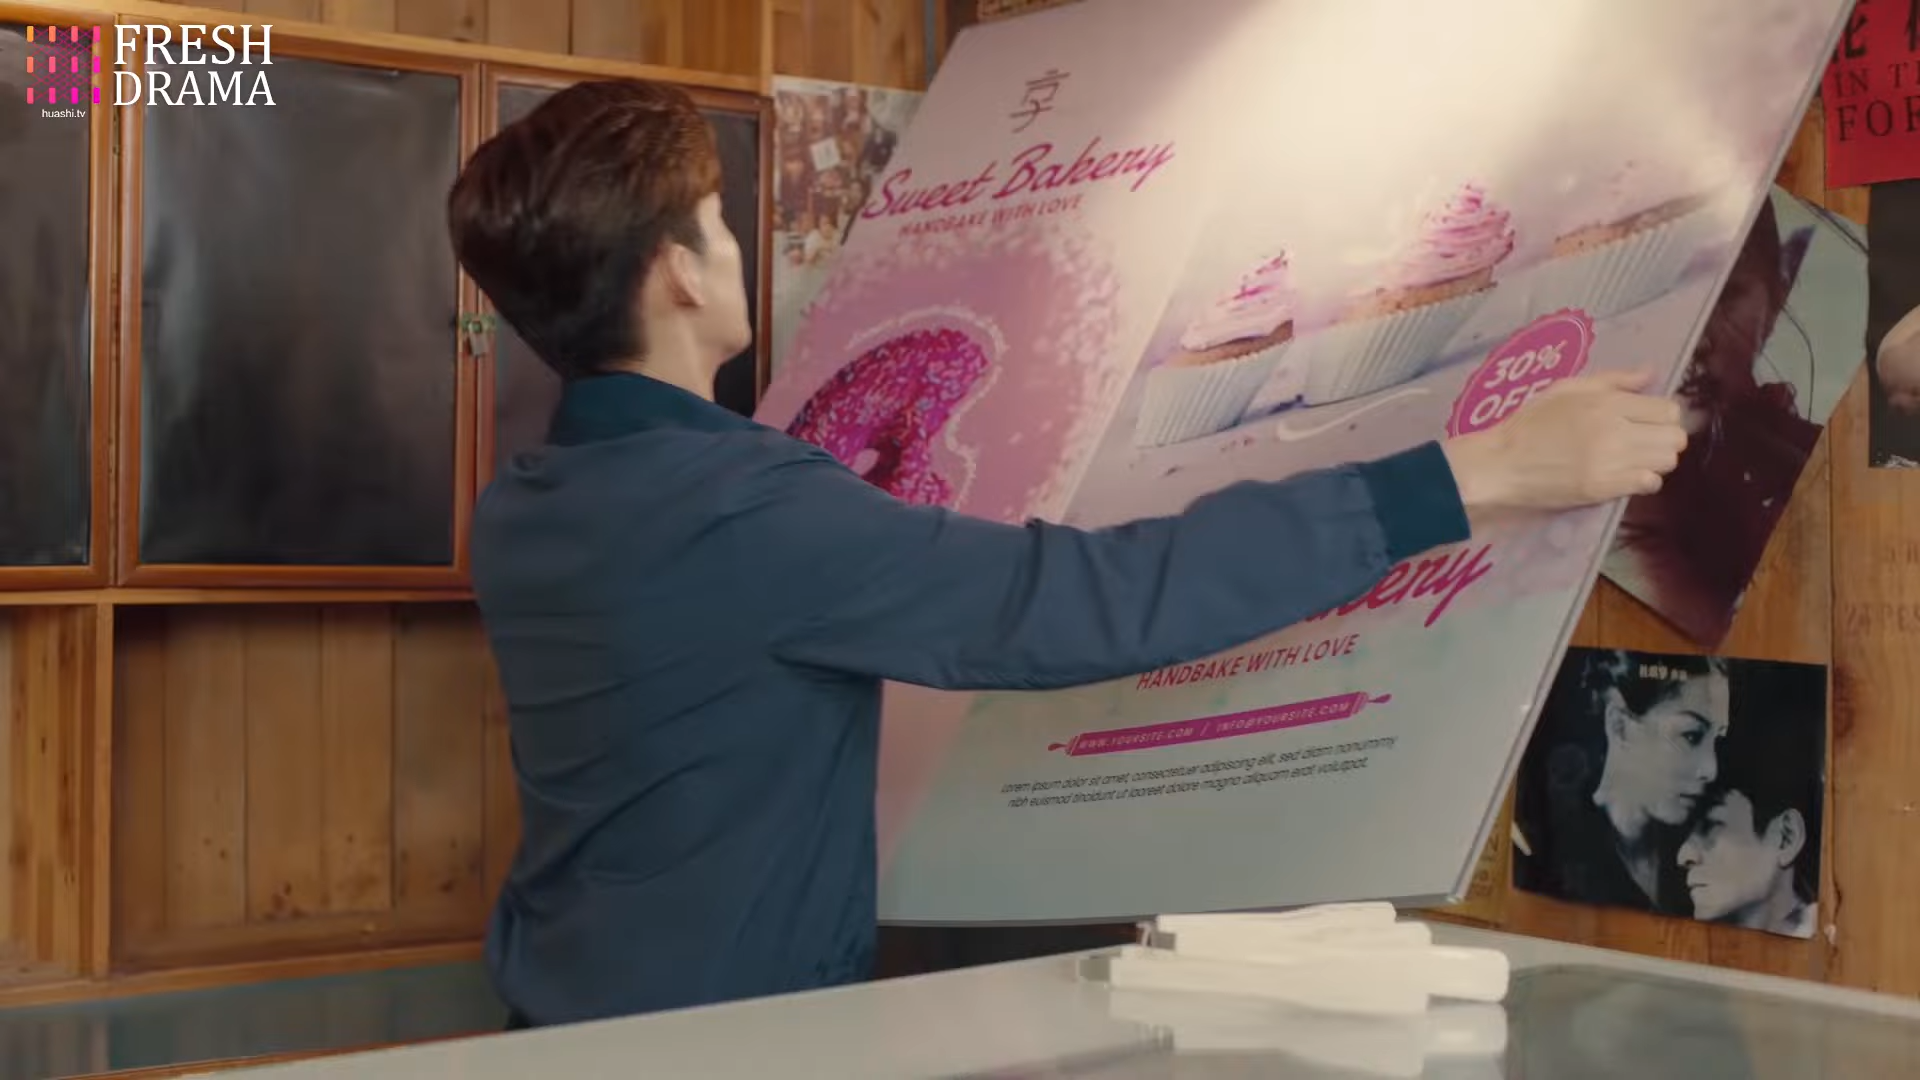 FRESH
DRAMA
huashi.tv
享
Sweet Bakery
HANDBAKE WITH LOVE
30%
OFF
IN
FOR
HANDBAKE WITH LOVE
WWW.YOURSITE.COM / INFO@YOURSITE.COM
Lorem ipsum dolor sit amet, consectetuer adipiscing elit, sed diam nonummy
nibh euismod tincidunt ut laoreet dolore magna aliquam erat volutpat.